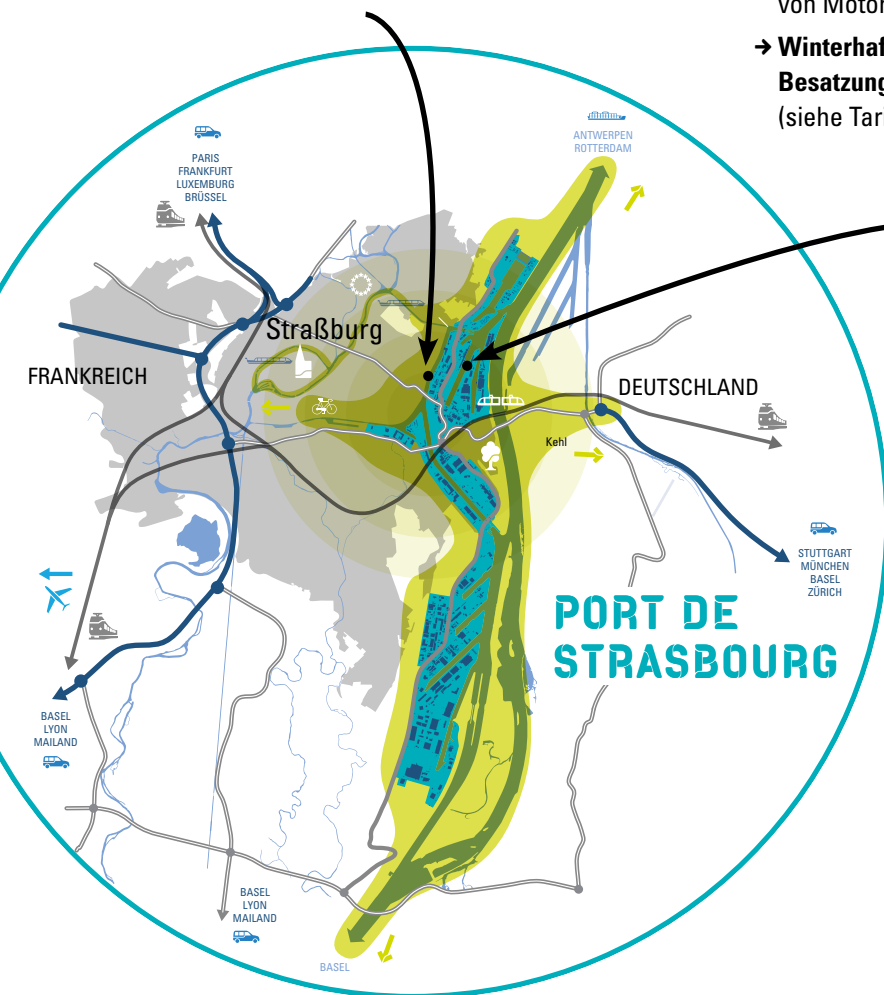 von Motor
→ Winterhaf
Besatzung
(siehe Tari
ANTWERPEN
ROTTERDAM
PARIS
FRANKFURT
LUXEMBURG
BRÜSSEL
Straßburg
FRANKREICH
DEUTSCHLAND
Kehl
STUTTGART
MÜNCHEN
BASEL
ZÜRICH
PORT DE
STRASBOURG
BASEL
LYON
MAILAND
BASEL
LYON
MAILAND
BASEL